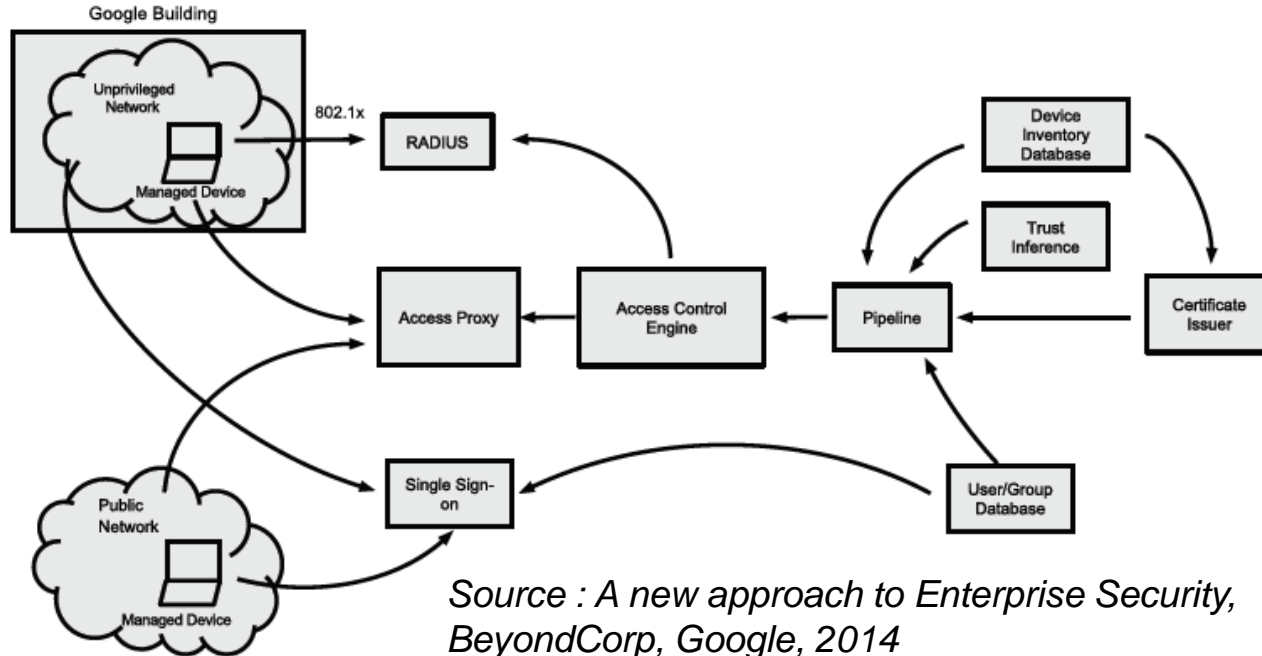 Google Building
Unprivileged
Network
Managed Device
802.1x
RADIUS
Device
Inventory
Database
Trust
Inference
Access Proxy
Access Control
Engine
Pipeline
Certificate
Issuer
Public
Network
Managed Device
Single Sign-
on
User/Group
Database
Source : A new approach to Enterprise Security,
BeyondCorp, Google, 2014